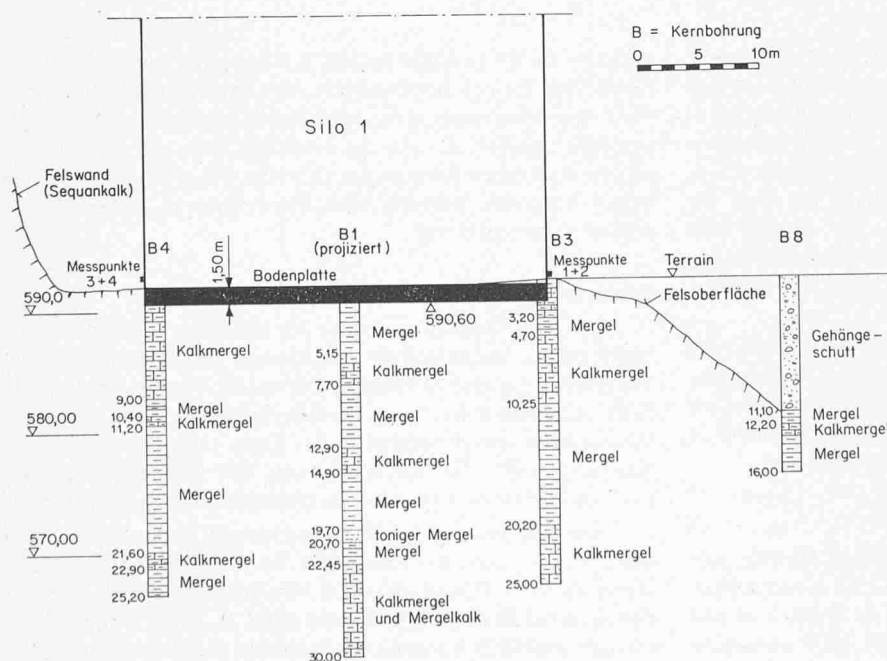 B = Kernbohrung
0 5 10m
Silo 1
Felswand
(Sequankalk)
B4
B1
(projiziert)
B3
B8
Messpunkte
3+4
1,50m
Bodenplatte
Messpunkte
1+2
Terrain
590,0
590,60
Felsoberfläche
Kalkmergel
9,00
Mergel
10,40
Kalkmergel
11,20
580,00
Mergel
570,00
21,60
Kalkmergel
22,90
Mergel
25,20
Mergel
5,15
Kalkmergel
7,70
Mergel
12,90
Kalkmergel
14,90
Mergel
19,70
toniger Mergel
20,70
Mergel
22,45
Kalkmergel
und Mergelkalk
30,00
3,20
Mergel
4,70
Kalkmergel
10,25
Mergel
20,20
Kalkmergel
25,00
Gehänge-
schutt
11,10
Mergel
12,20
Kalkmergel
Mergel
16,00